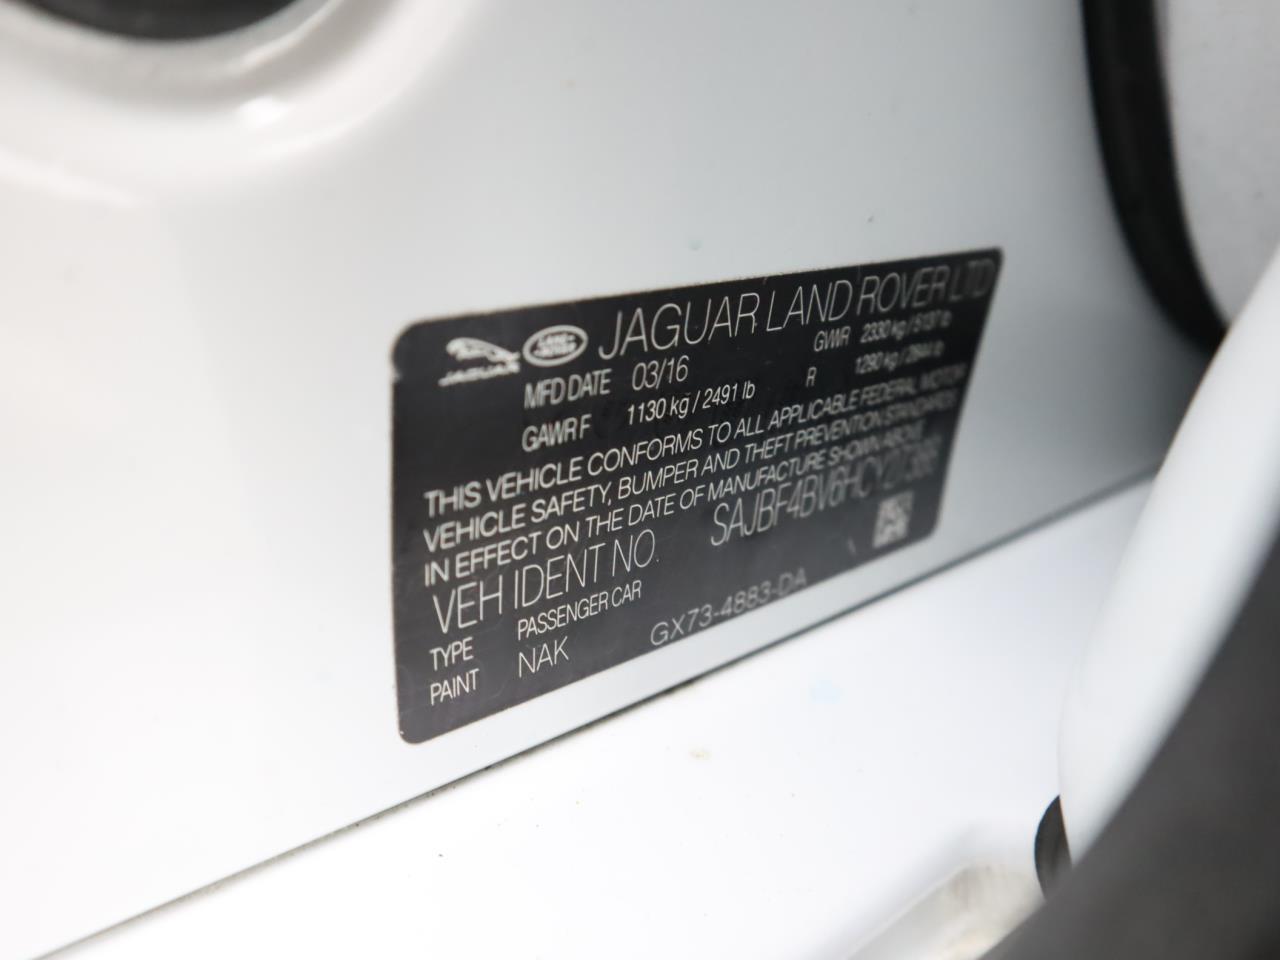 JAGUAR LAND ROVER JAGUAR LAND ROVER LTD
MFD DATE 03/16 GWR 2330 kg / 5137 lb
GAWR F 1130 kg / 2491 lb R 1290 kg / 2844 lb
THIS VEHICLE CONFORMS TO ALL APPLICABLE FEDERAL MOTOR
VEHICLE SAFETY, BUMPER AND THEFT PREVENTION STANDARDS
IN EFFECT ON THE DATE OF MANUFACTURE SHOWN ABOVE
VEH IDENT NO.
TYPE PASSENGER CAR
PAINT NAK GX73-4883-DA